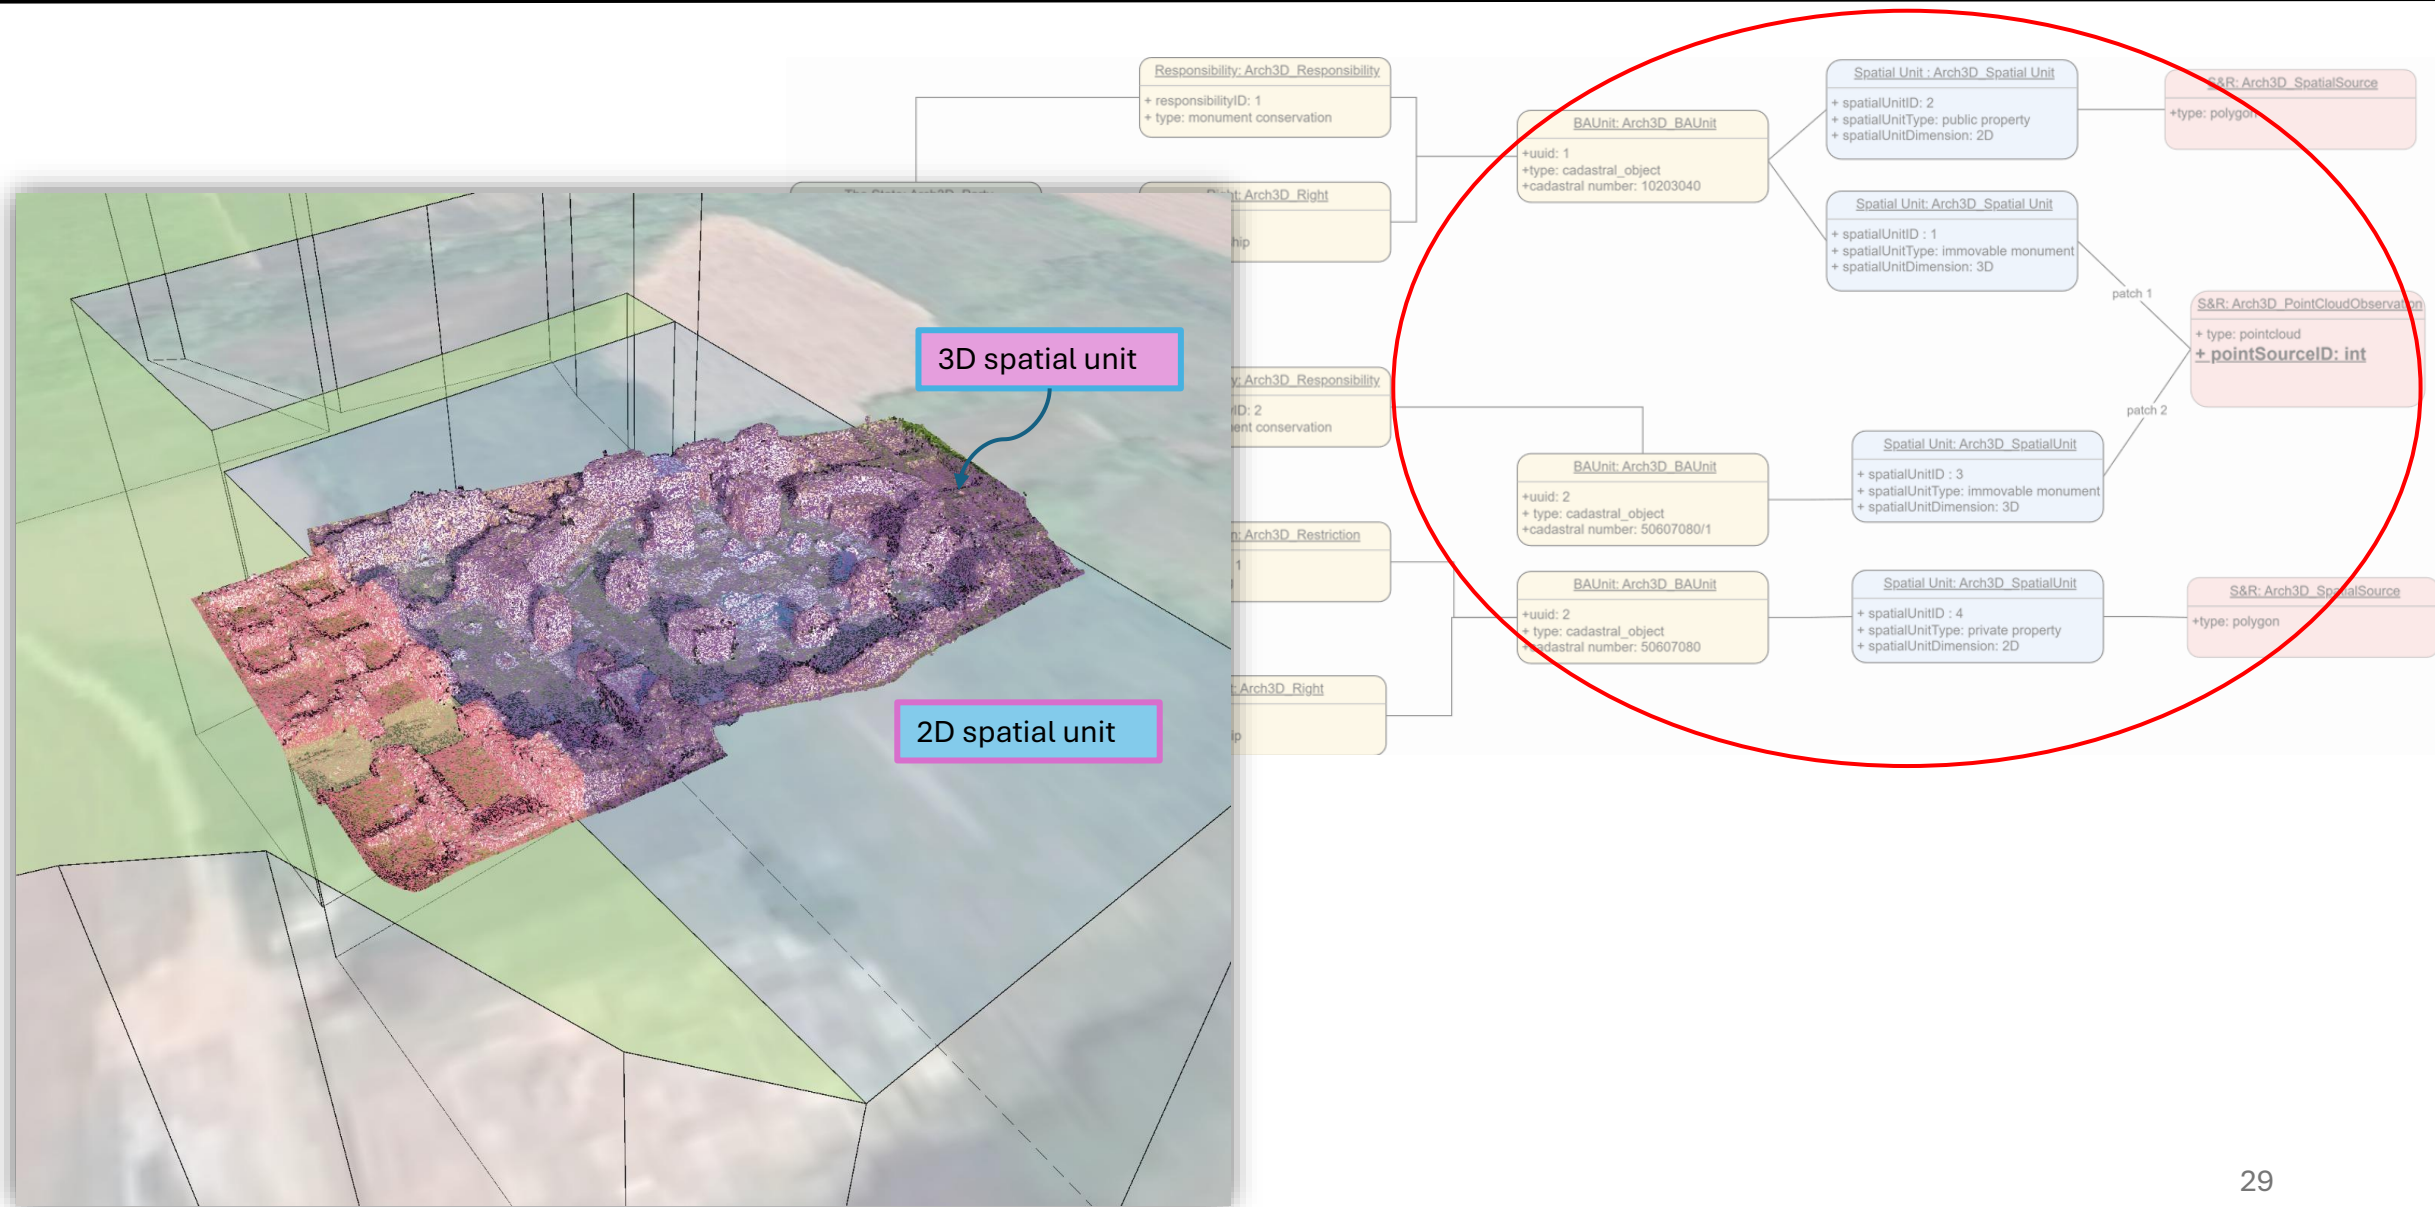 Responsibility: Arch3D_Responsibility
+ responsibilityID: 1
+ type: monument conservation
Arch3D_Right
hip
Arch3D_Responsibility
ID: 2
ent conservation
Arch3D_Restriction
1
Arch3D_Right
ip
BAUnit: Arch3D_BAUnit
+uuid: 1
+type: cadastral_object
+cadastral number: 10203040
Spatial Unit : Arch3D_Spatial Unit
+ spatialUnitID: 2
+ spatialUnitType: public property
+ spatialUnitDimension: 2D
S&R: Arch3D_SpatialSource
+type: polygon
Spatial Unit: Arch3D_Spatial Unit
+ spatialUnitID : 1
+ spatialUnitType: immovable monument
+ spatialUnitDimension: 3D
patch 1
S&R: Arch3D_PointCloudObservation
+ type: pointcloud
+ pointSourceID: int
patch 2
BAUnit: Arch3D_BAUnit
+uuid: 2
+ type: cadastral_object
+cadastral number: 50607080/1
Spatial Unit: Arch3D_SpatialUnit
+ spatialUnitID : 3
+ spatialUnitType: immovable monument
+ spatialUnitDimension: 3D
BAUnit: Arch3D_BAUnit
+uuid: 2
+ type: cadastral_object
+cadastral number: 50607080
Spatial Unit: Arch3D_SpatialUnit
+ spatialUnitID : 4
+ spatialUnitType: private property
+ spatialUnitDimension: 2D
S&R: Arch3D_SpatialSource
+type: polygon
3D spatial unit
2D spatial unit
29